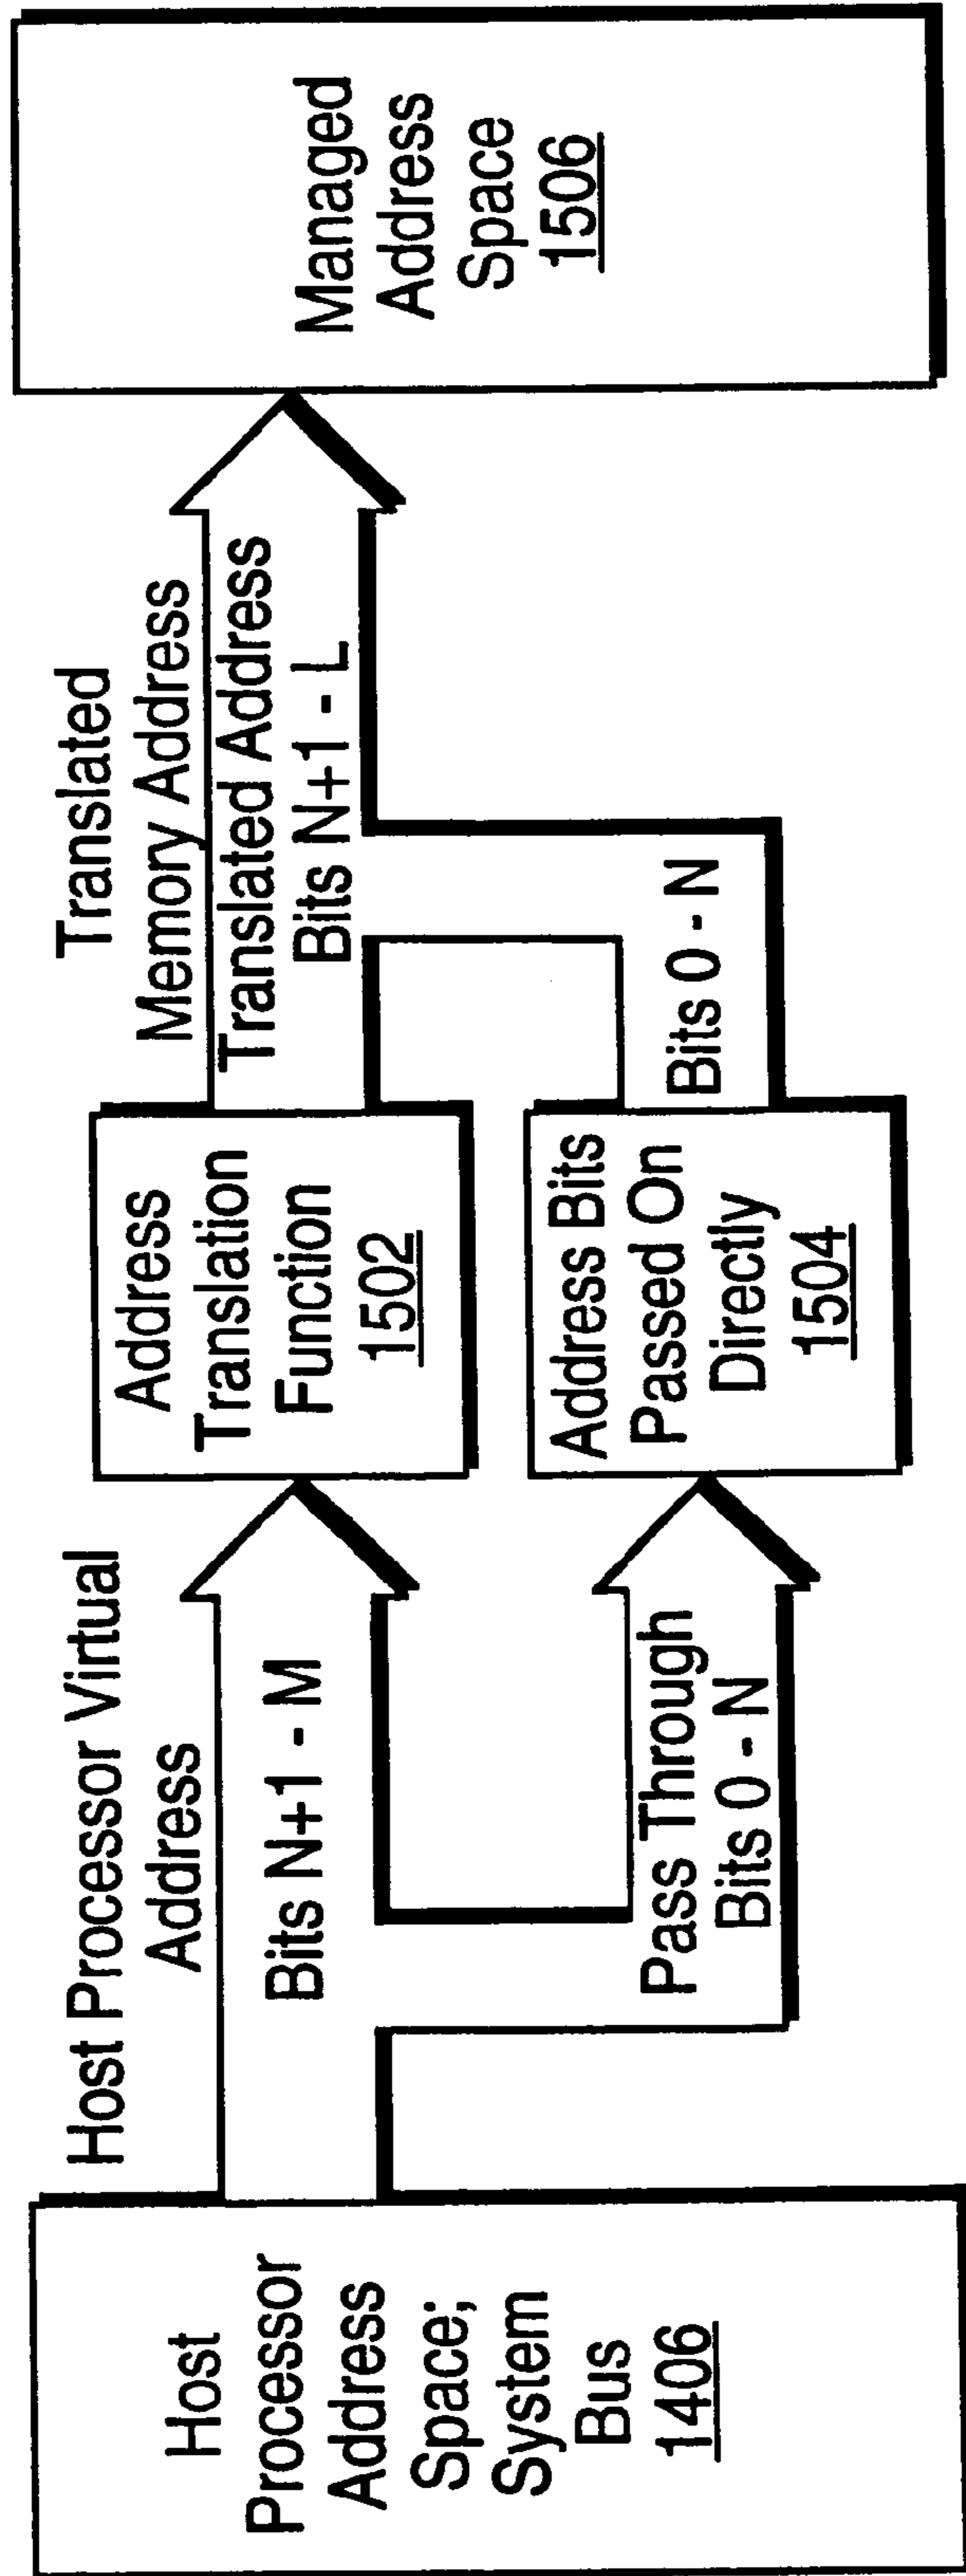 Host
Processor
Address
Space;
System
Bus
1406
Host Processor Virtual
Address
Bits N+1 - M
Pass Through
Bits 0 - N
Address
Translation
Function
1502
Address Bits
Passed On
Directly
1504
Translated
Memory Address
Translated Address
Bits N+1 - L
Bits 0 - N
Managed
Address
Space
1506